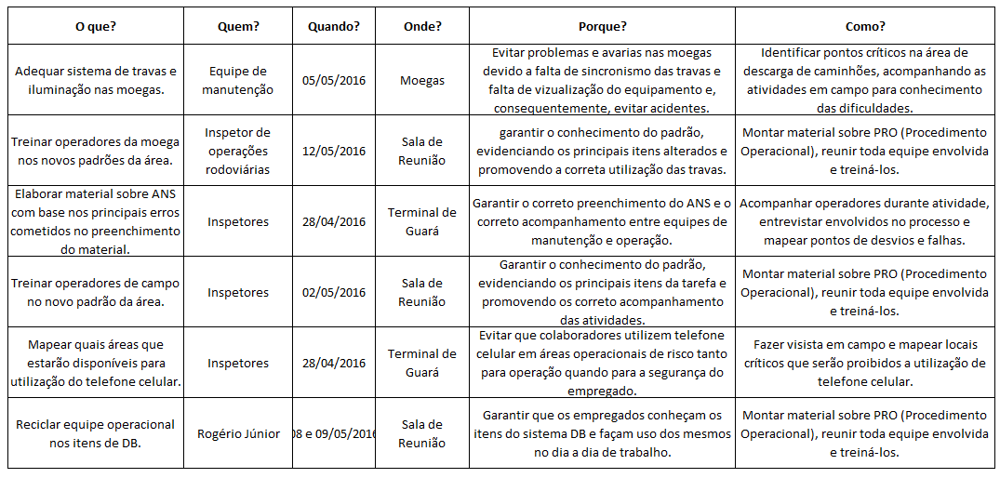 O que?
Quem?
Quando?
Onde?
Porque?
Como?
Adequar sistema de travas e
iluminação nas moegas.
Equipe de
manutenção
05/05/2016
Moegas
Evitar problemas e avarias nas moegas
devido a falta de sincronismo das travas e
falta de vizualização do equipamento e,
consequentemente, evitar acidentes.
Identificar pontos críticos na área de
descarga de caminhões, acompanhando as
atividades em campo para conhecimento
das dificuldades.
Treinar operadores da moega
nos novos padrões da área.
Inspetor de
operações
rodoviárias
12/05/2016
Sala de
Reunião
garantir o conhecimento do padrão,
evidenciando os principais itens alterados e
promovendo a correta utilização das travas.
Montar material sobre PRO (Procedimento
Operacional), reunir toda equipe envolvida
e treiná-los.
Elaborar material sobre ANS
com base nos principais erros
cometidos no preenchimento
do material.
Inspetores
28/04/2016
Terminal de
Guará
Garantir o correto preenchimento do ANS e o
correto acompanhamento entre equipes de
manutenção e operação.
Acompanhar operadores durante atividade,
entrevistar envolvidos no processo e
mapear pontos de desvios e falhas.
Treinar operadores de campo
no novo padrão da área.
Inspetores
02/05/2016
Sala de
Reunião
Garantir o conhecimento do padrão,
evidenciando os principais itens da tarefa e
promovendo os correto acompanhamento
das atividades.
Montar material sobre PRO (Procedimento
Operacional), reunir toda equipe envolvida
e treiná-los.
Mapear quais áreas que
estarão disponíveis para
utilização do telefone celular.
Inspetores
28/04/2016
Terminal de
Guará
Evitar que colaboradores utilizem telefone
celular em áreas operacionais de risco tanto
para operação quando para a segurança do
empregado.
Fazer visista em campo e mapear locais
críticos que serão proibidos a utilização de
telefone celular.
Reciclar equipe operacional
nos itens de DB.
Rogério Júnior
08 e 09/05/2016
Sala de
Reunião
Garantir que os empregados conheçam os
itens do sistema DB e façam uso dos mesmos
no dia a dia de trabalho.
Montar material sobre PRO (Procedimento
Operacional), reunir toda equipe envolvida
e treiná-los.